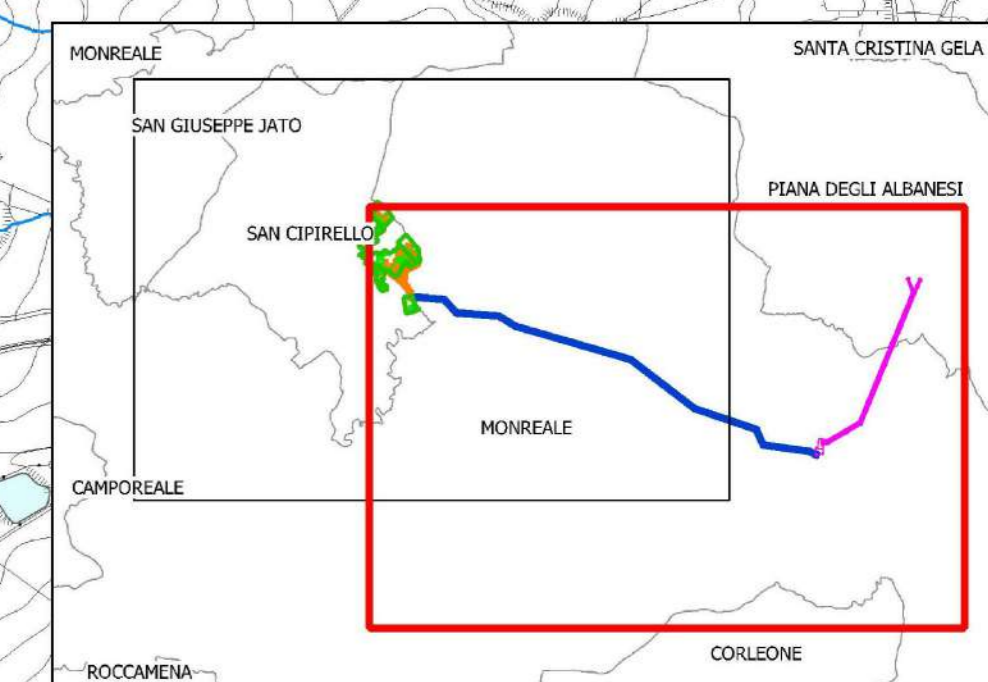 MONREALE
SANTA CRISTINA GELA
SAN GIUSEPPE JATO
PIANA DEGLI ALBANESI
SAN CIPIRELLO
MONREALE
CAMPOREALE
CORLEONE
ROCCAMENA